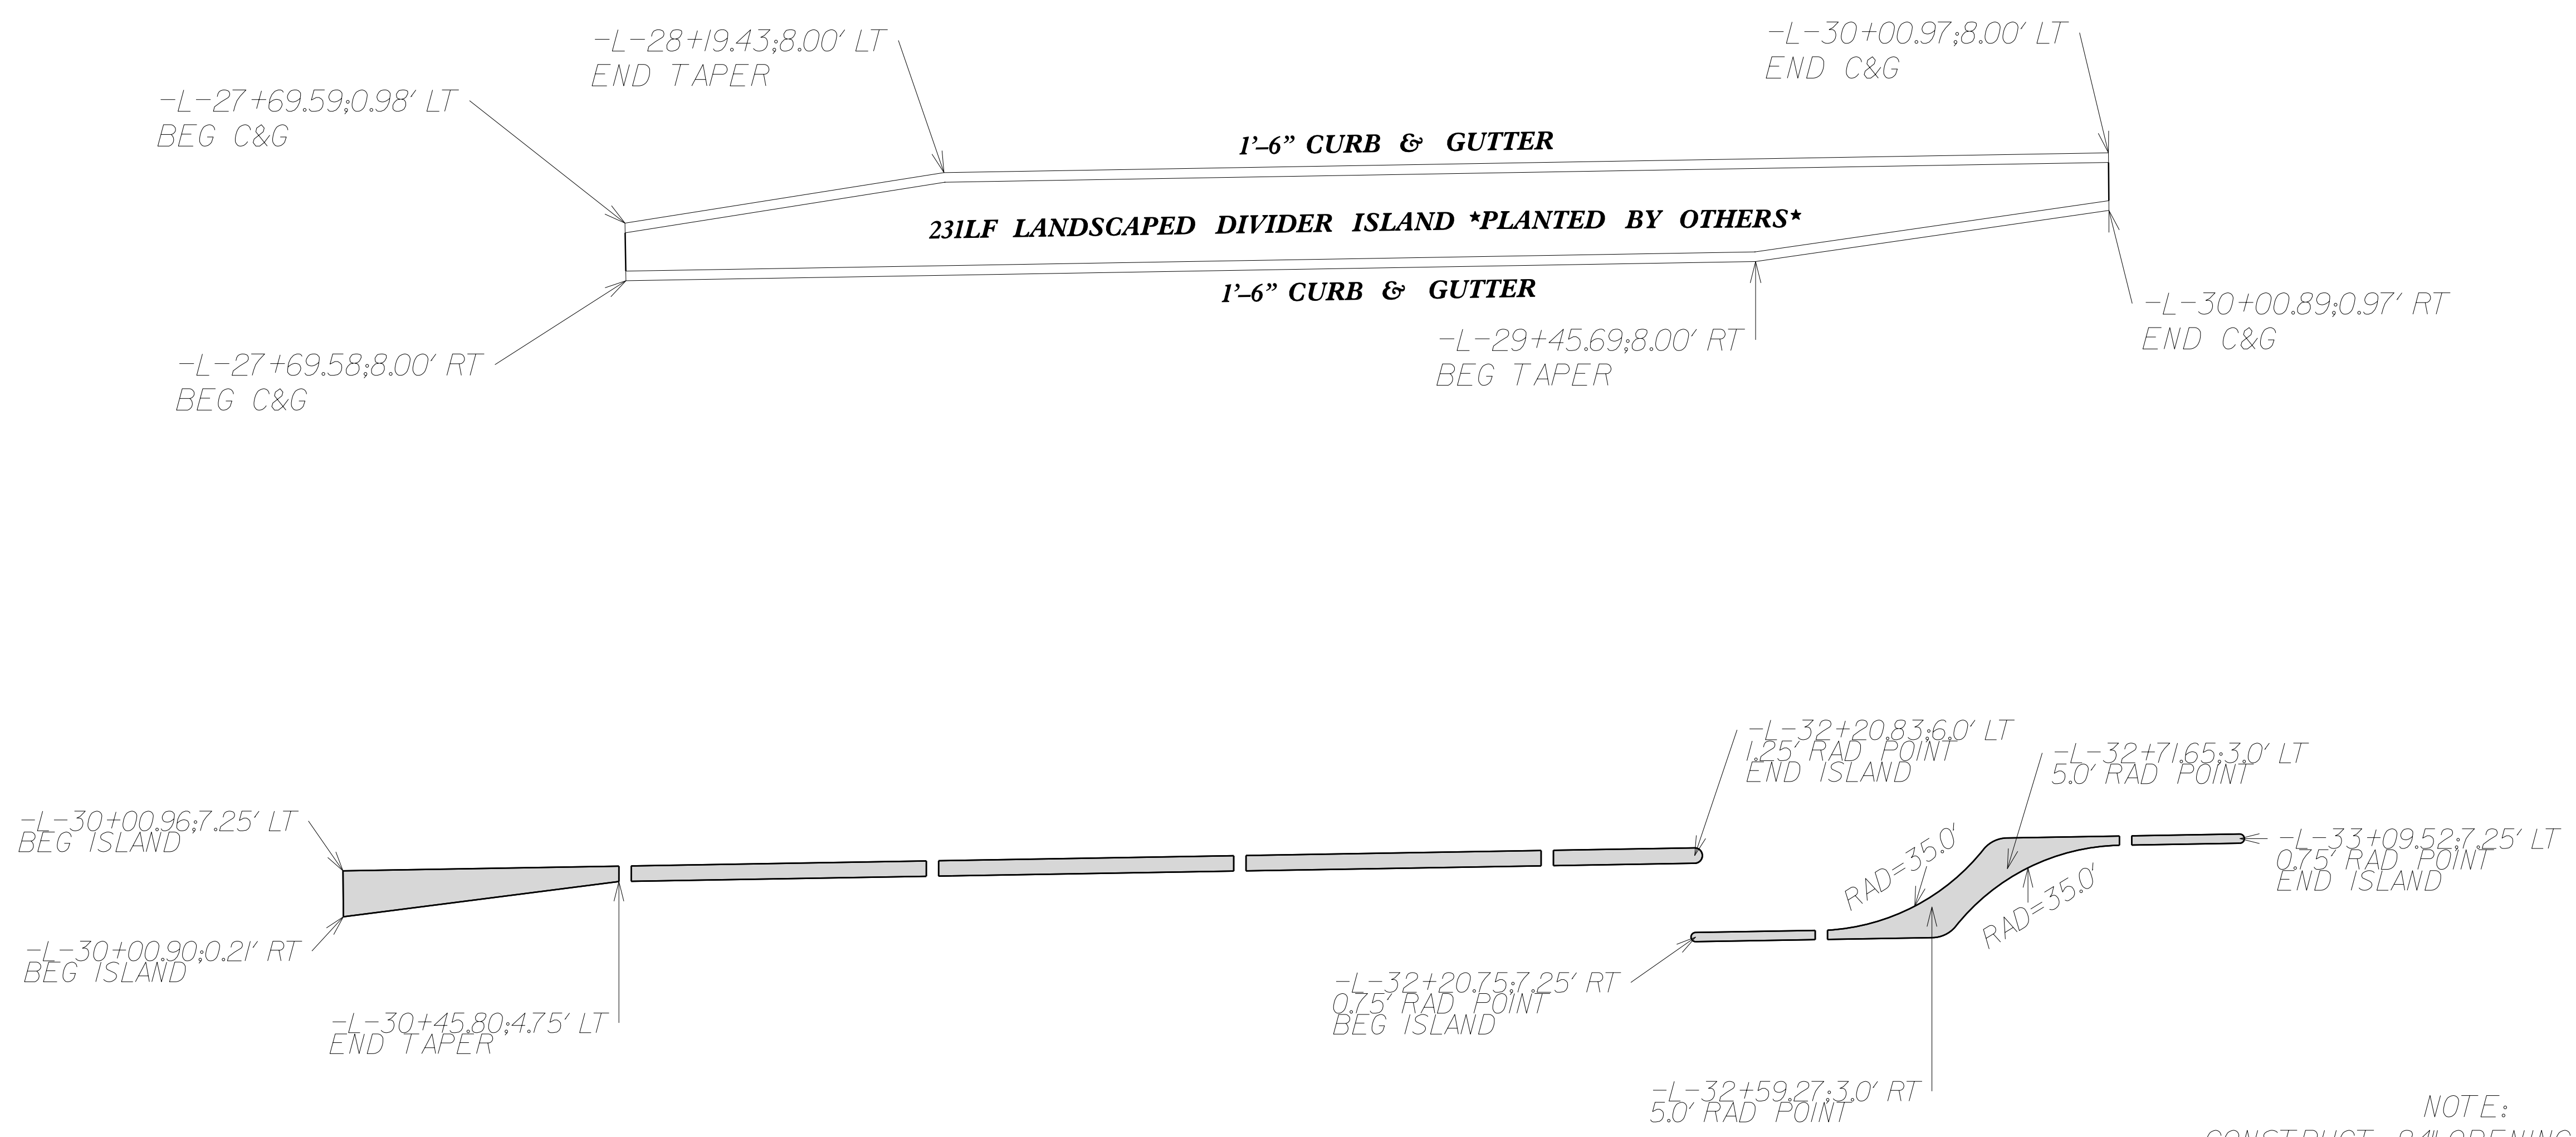 -L-28+19.43;8.00' LT
END TAPER
-L-30+00.97;8.00' LT
END C&G
-L-27+69.59;0.98' LT
BEG C&G
1'-6" CURB & GUTTER
231LF LANDSCAPED DIVIDER ISLAND *PLANTED BY OTHERS*
1'-6" CURB & GUTTER
-L-30+00.89;0.97' RT
END C&G
-L-29+45.69;8.00' RT
BEG TAPER
-L-27+69.58;8.00' RT
BEG C&G
-L-32+20.83;6.0' LT
1.25' RAD POINT
END ISLAND
-L-32+71.65;3.0' LT
5.0' RAD POINT
-L-30+00.96;7.25' LT
BEG ISLAND
RAD=35.0'
-L-33+09.52;7.25' LT
0.75' RAD POINT
END ISLAND
RAD=35.0'
-L-30+00.90;0.21' RT
BEG ISLAND
-L-32+20.75;7.25' RT
0.75' RAD POINT
BEG ISLAND
-L-30+45.80;4.75' LT
END TAPER
-L-32+59.27;3.0' RT
5.0' RAD POINT
NOTE: